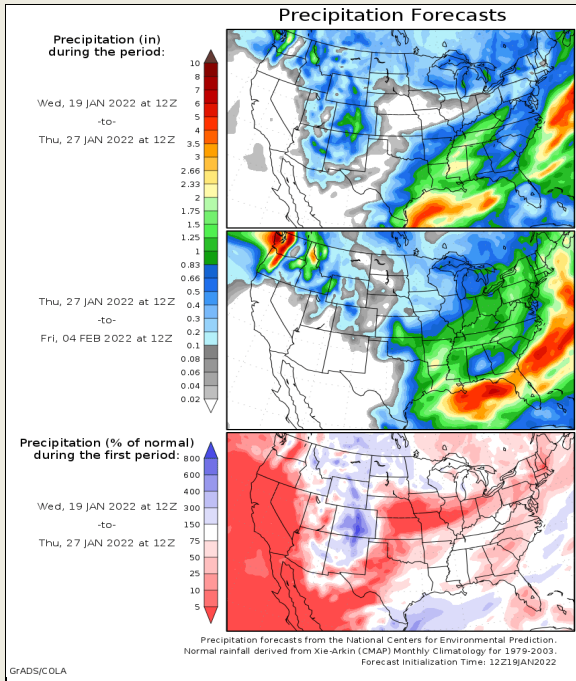 Precipitation Forecasts
Precipitation (in)
during the period:
Wed, 19 JAN 2022 at 12Z
-to-
Thu, 27 JAN 2022 at 12Z
10
8
7
6
5
4
3.5
3
2.66
2.33
2
1.75
1.5
1.25
1
0.83
0.66
0.5
0.4
0.3
0.2
0.1
0.08
0.06
0.04
0.02
Thu, 27 JAN 2022 at 12Z
-to-
Fri, 04 FEB 2022 at 12Z
Precipitation (% of normal)
during the first period:
Wed, 19 JAN 2022 at 12Z
-to-
Thu, 27 JAN 2022 at 12Z
800
600
400
300
150
75
50
25
10
5
Precipitation forecasts from the National Centers for Environmental Prediction.
Normal rainfall derived from Xie-Arkin (CMAP) Monthly Climatology for 1979-2003.
Forecast Initialization Time: 12Z19JAN2022
GrADS/COLA